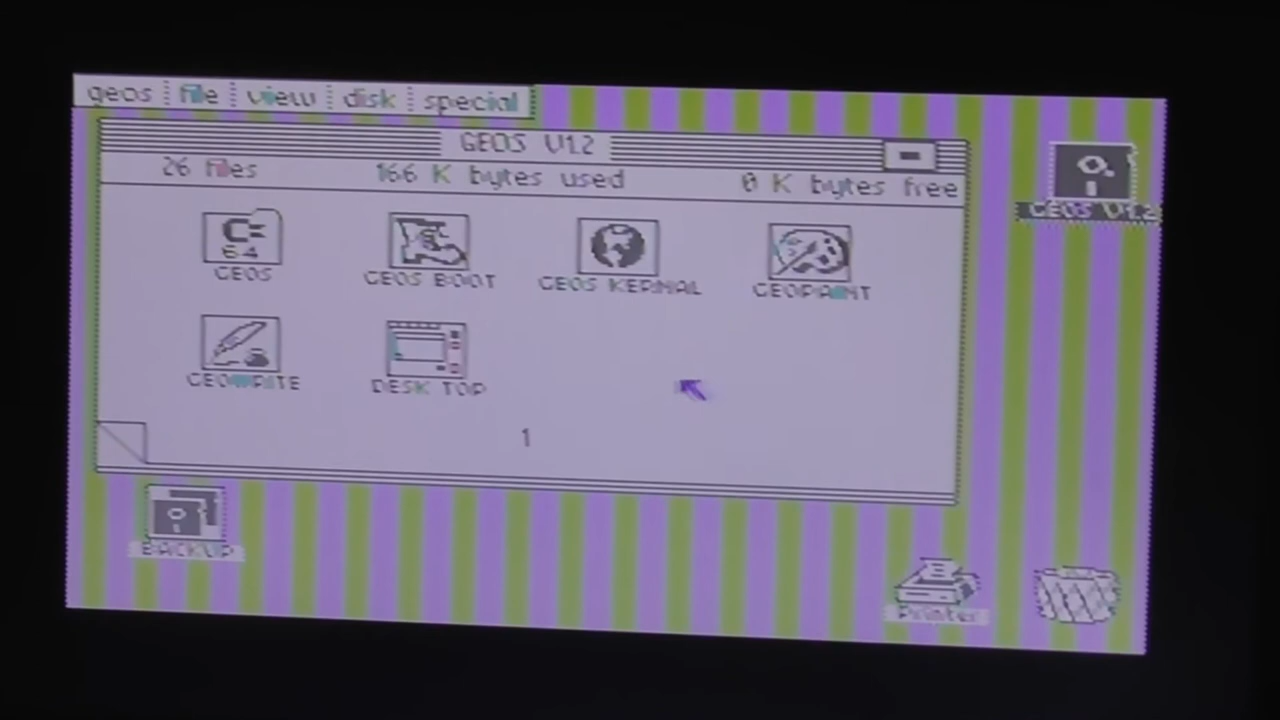 geos file view disk special
GEOS V1.2
26 files 166 K bytes used 0 K bytes free
GEOS V1.2
64
GEOS GEOS BOOT GEOS KERNAL GEOPAINT
GEOWRITE DESK TOP
1
BACKUP
Printer